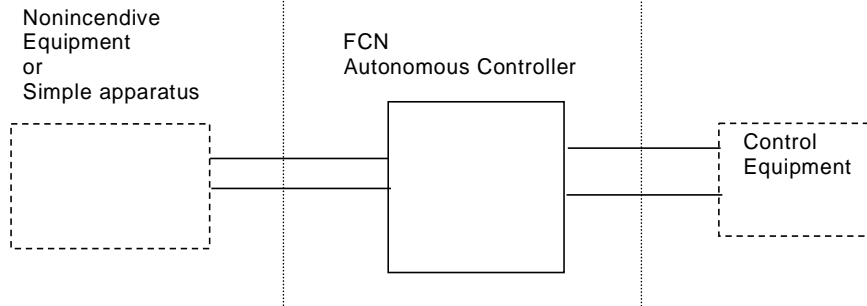 Nonincendive
Equipment
or
Simple apparatus
FCN
Autonomous Controller
Control
Equipment